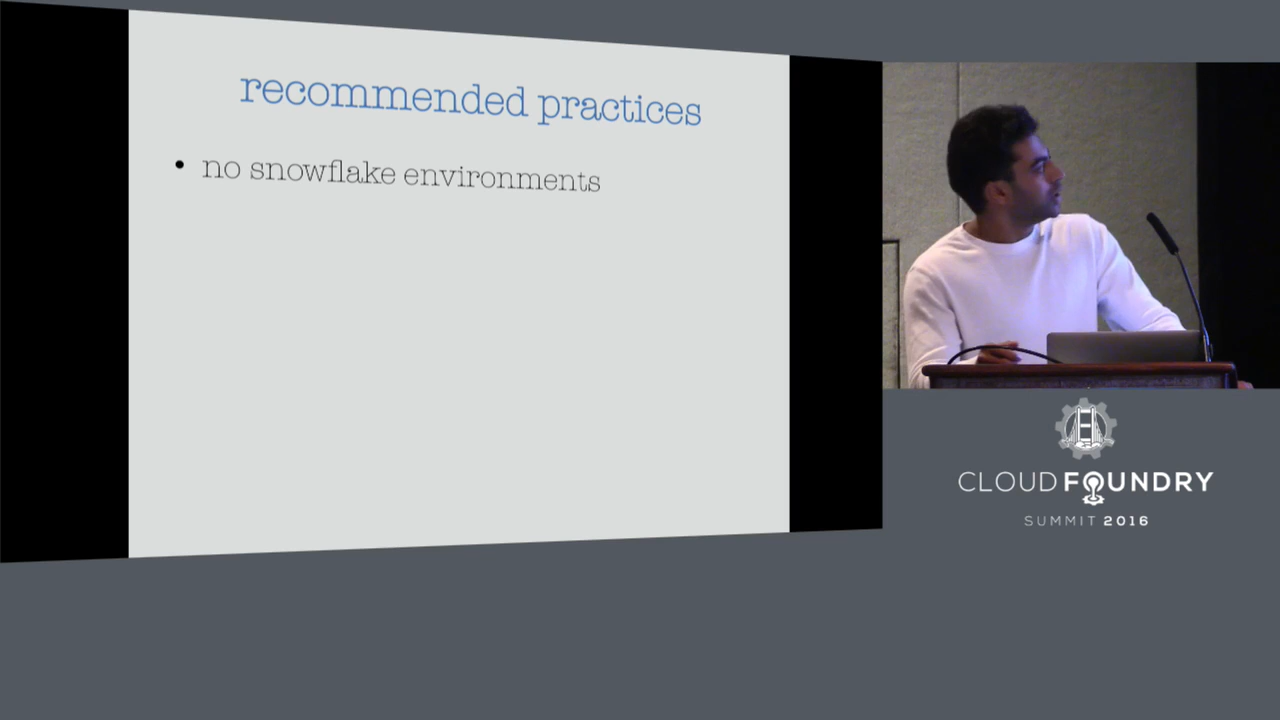 recommended practices
• no snowflake environments
CLOUD FOUNDRY
SUMMIT 2016